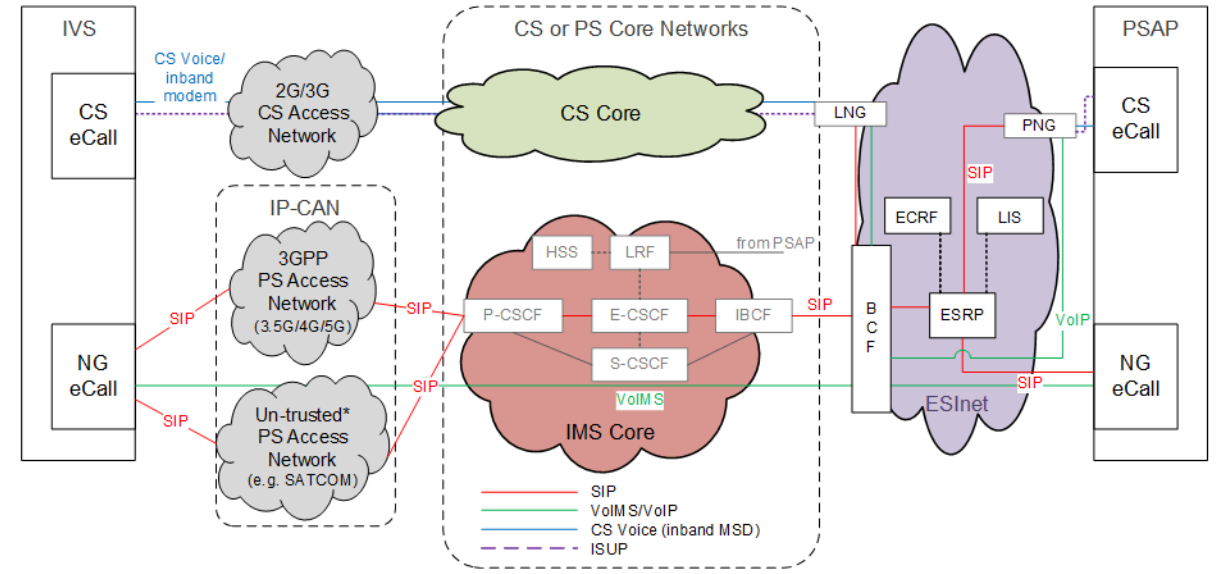 IVS
CS or PS Core Networks
PSAP
CS Voice/
inband
modem
CS
eCall
2G/3G
CS Access
Network
CS Core
LNG
PNG
CS
eCall
SIP
IP-CAN
ECRF
LIS
3GPP
PS Access
Network
(3.5G/4G/5G)
HSS
LRF
from PSAP
SIP
SIP
P-CSCF
E-CSCF
IBCF
SIP
B
C
F
ESRP
VoIP
S-CSCF
NG
eCall
SIP
VoIMS
SIP
NG
eCall
SIP
Un-trusted*
PS Access
Network
(e.g. SATCOM)
IMS Core
ESInet
SIP
VoIMS/VoIP
CS Voice (inband MSD)
ISUP